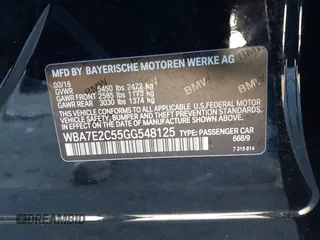 MFD BY BAYERISCHE MOTOREN WERKE AG
03/16
GVWR 5450 lbs 2472 kg
GAWR FRONT 2585 lbs 1173 kg
GAWR REAR 3030 lbs 1374 kg
THIS VEHICLE CONFORMS TO ALL APPLICABLE FEDERAL
MOTOR VEHICLE SAFETY, BUMPER, AND THEFT PREVENTION
STANDARDS IN EFFECT ON THE DATE OF MANUFACTURE SHOWN ABOVE.
WBA7E2C55GG548125 TYPE: PASSENGER CAR
668/9
7 315 814
BMW
BMW
BMW
DREAMBID